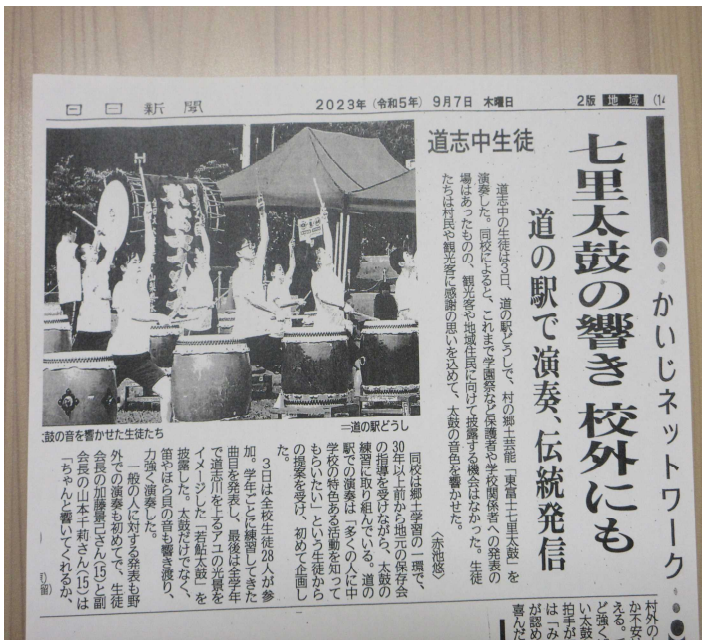 日日新聞
2023年(令和5年) 9月7日 木曜日
2版 地域 (14
かいじネットワーク
七里太鼓の響き 校外にも
道の駅で演奏、伝統発信
道志中生徒
道志中の生徒は3日、道の駅どうしで、村の郷土芸能「東富士七里太鼓」を
演奏した。同校によると、これまで学園祭など保護者や学校関係者への発表の
場はあったものの、観光客や地域住民に向けて披露する機会はなかった。生徒
たちは村民や観光客に感謝の思いを込めて、太鼓の音色を響かせた。
〈赤池悠〉
太鼓の音を響かせた生徒たち
=道の駅どうし
同校は郷土学習の一環で、
30年以上前から地元の保存会
の指導を受けながら、太鼓の
練習に取り組んでいる。道の
駅での演奏は「多くの人に中
学校の特色ある活動を知って
もらいたい」という生徒から
の提案を受け、初めて企画し
た。
3日は全校生徒28人が参
加。学年ごとに練習してきた
曲目を発表し、最後は全学年
で道志川を上るアユの光景を
イメージした「若鮎太鼓」を
披露した。太鼓だけでなく、
笛やほら貝の音も響き渡り、
力強く演奏した。
一般の人に対する発表も野
外での演奏も初めてで、生徒
会長の加藤景己さん(15)と副
会長の山本千莉さん(15)は
「ちゃんと響いてくれるか、
村外の
か不安
える。
ど強く
い太鼓
拍手が
は「み
が認め
喜んだ